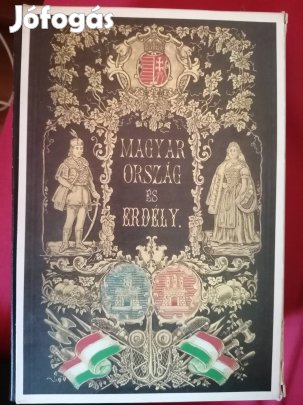 Jófogás
MAGYAR
ORSZÁG
ÉS
ERDÉLY.